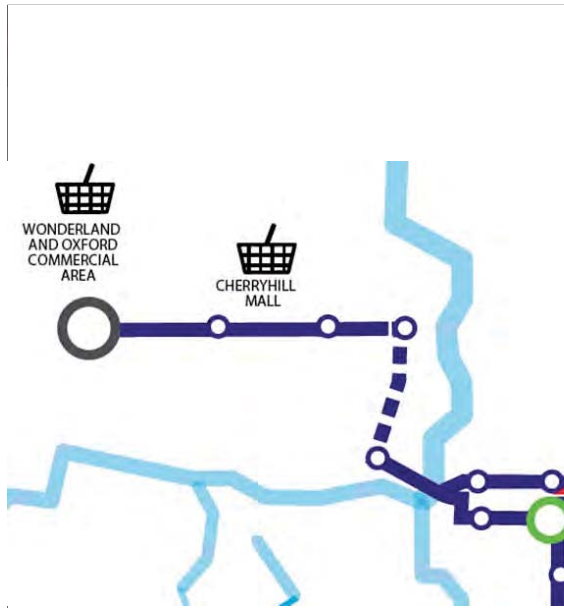 WONDERLAND
AND OXFORD
COMMERCIAL
AREA
CHERRYHILL
MALL